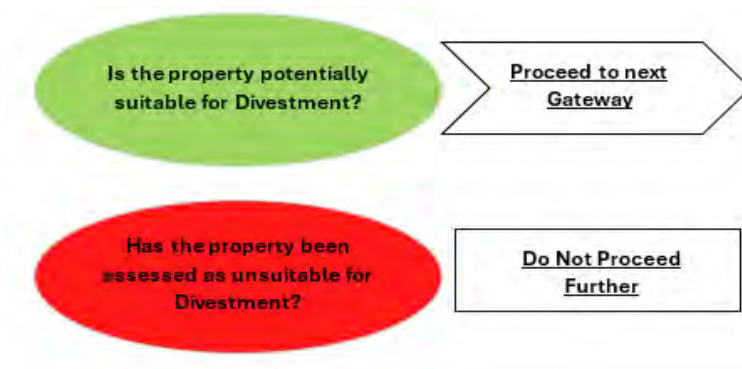 Is the property potentially
suitable for Divestment?
Proceed to next
Gateway
Has the property been
assessed as unsuitable for
Divestment?
Do Not Proceed
Further